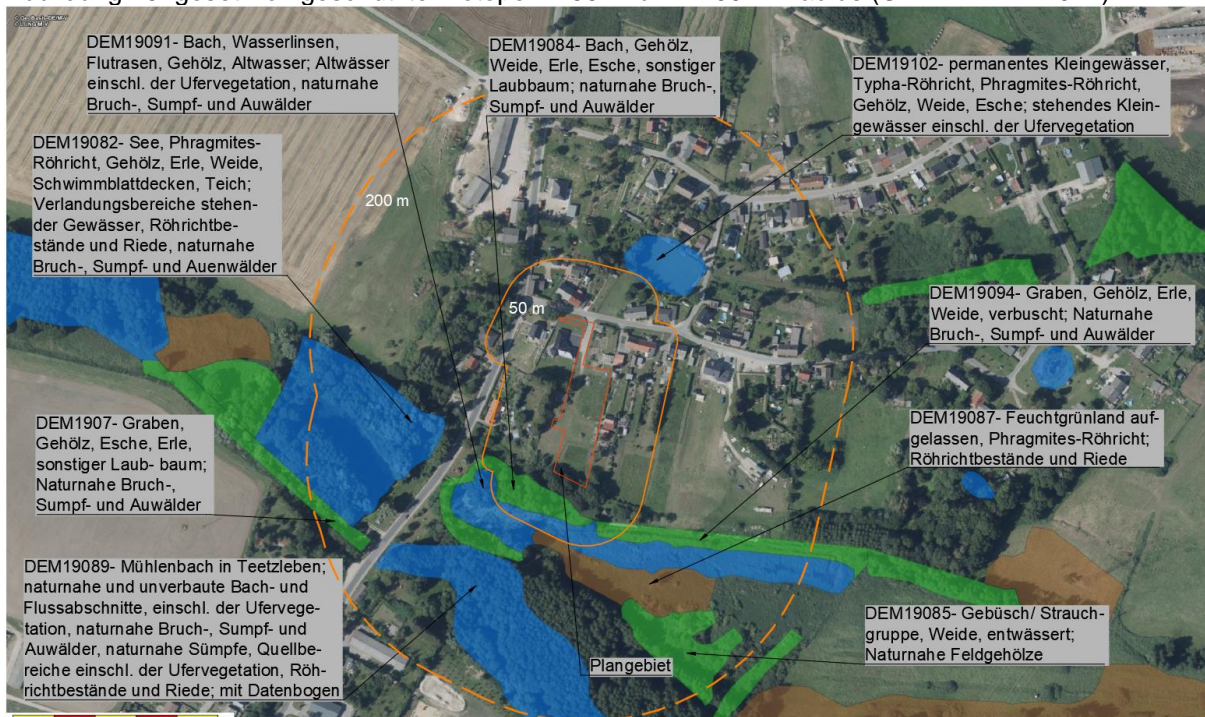 DEM19091- Bach, Wasserlinsen,
Flutrasen, Gehölz, Altwasser; Altwässer
einschl. der Ufervegetation, naturnahe
Bruch-, Sumpf- und Auwälder
DEM19084- Bach, Gehölz,
Weide, Erle, Esche, sonstiger
Laubbaum; naturnahe Bruch-,
Sumpf- und Auwälder
DEM19102- permanentes Kleingewässer,
Typha-Röhricht, Phragmites-Röhricht,
Gehölz, Weide, Esche; stehendes Klein-
gewässer einschl. der Ufervegetation
DEM19082- See, Phragmites-
Röhricht, Gehölz, Erle, Weide,
Schwimmblattdecken, Teich;
Verlandungsbereiche stehen-
der Gewässer, Röhrichtbe-
stände und Riede, naturnahe
Bruch-, Sumpf- und Auenwälder
200 m
50 m
DEM19094- Graben, Gehölz, Erle,
Weide, verbuscht; Naturnahe
Bruch-, Sumpf- und Auwälder
DEM1907- Graben,
Gehölz, Esche, Erle,
sonstiger Laub- baum;
Naturnahe Bruch-,
Sumpf- und Auwälder
DEM19087- Feuchtgrünland auf-
gelassen, Phragmites-Röhricht;
Röhrichtbestände und Riede
DEM19089- Mühlenbach in Teetzleben;
naturnahe und unverbaute Bach- und
Flussabschnitte, einschl. der Ufervege-
tation, naturnahe Bruch-, Sumpf- und
Auwälder, naturnahe Sümpfe, Quellbe-
reiche einschl. der Ufervegetation, Röh-
richtbestände und Riede; mit Datenbogen
DEM19085- Gebüsch/ Strauch-
gruppe, Weide, entwässert;
Naturnahe Feldgehölze
Plangebiet